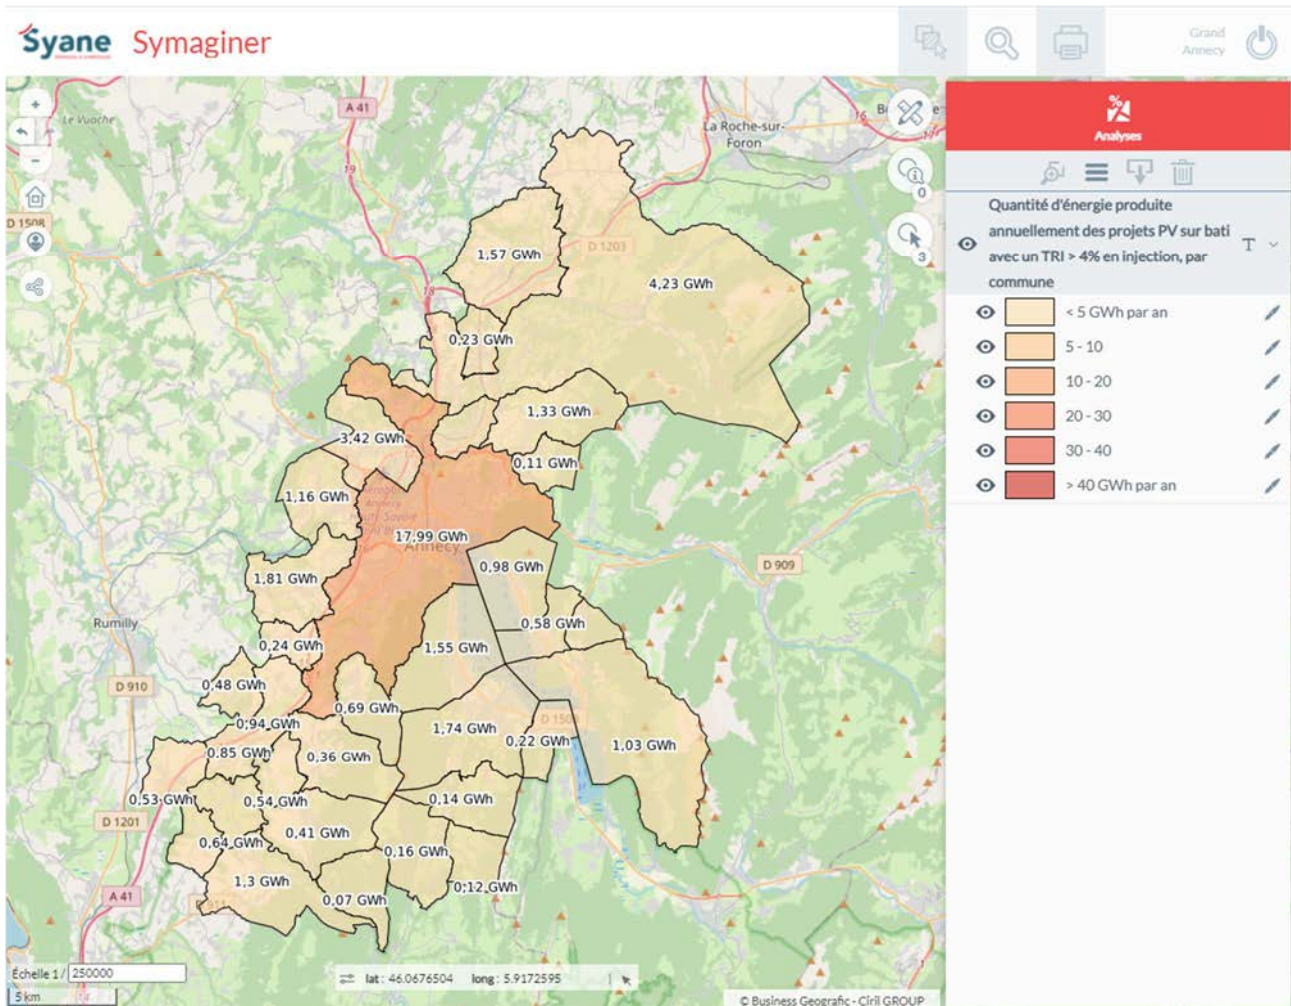 Syane
Symaginer
Grand
Annecy
Le Vuache
A 41
La Roche-sur-
Foron
16
19
D 1508
D 1203
18
1,57 GWh
4,23 GWh
0,23 GWh
1,33 GWh
3,42 GWh
0,11 GWh
1,16 GWh
17,99 GWh
Annecy
0,98 GWh
D 909
1,81 GWh
Rumilly
0,58 GWh
0,24 GWh
1,55 GWh
0,48 GWh
D 910
0,69 GWh
0,94 GWh
1,74 GWh
D 1508
0,22 GWh
1,03 GWh
0,85 GWh
0,36 GWh
0,53 GWh
0,54 GWh
0,14 GWh
D 1201
0,41 GWh
0,64 GWh
0,16 GWh
1,3 GWh
0,12 GWh
A 41
0,07 GWh
Échelle 1 / 250000
5 km
lat : 46.0676504 long : 5.9172595
© Business Geografic - Ciril GROUP
0
3
Analyses
Quantité d'énergie produite
annuellement des projets PV sur bati
avec un TRI > 4% en injection, par
commune
T
< 5 GWh par an
5 - 10
10 - 20
20 - 30
30 - 40
> 40 GWh par an